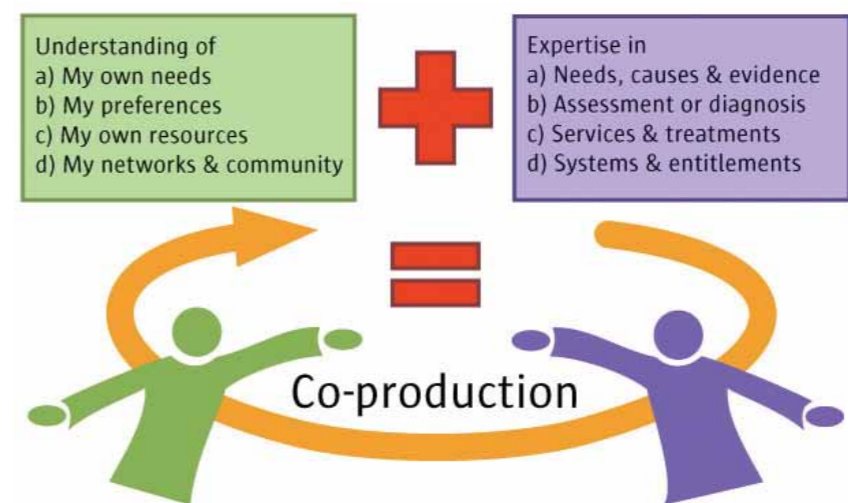 Understanding of
a) My own needs
b) My preferences
c) My own resources
d) My networks & community
Expertise in
a) Needs, causes & evidence
b) Assessment or diagnosis
c) Services & treatments
d) Systems & entitlements
Co-production